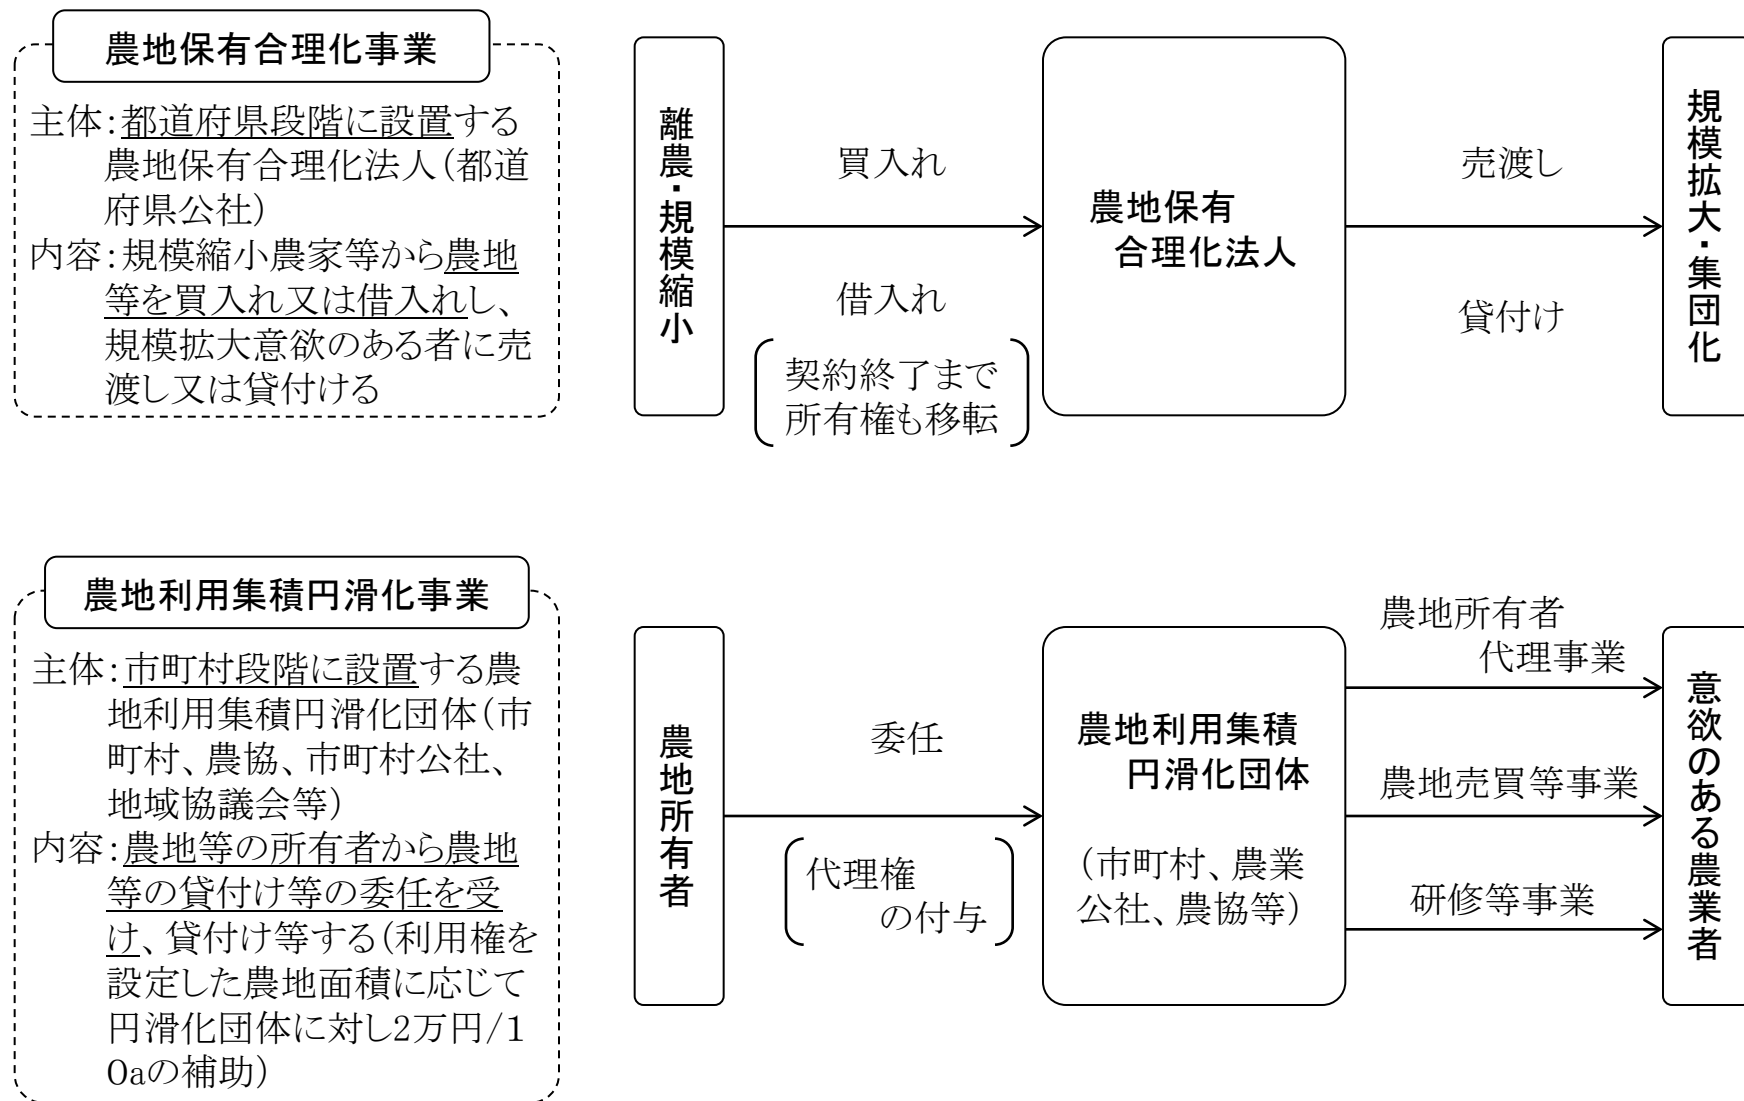 農地保有合理化事業
主体：都道府県段階に設置する
農地保有合理化法人（都道
府県公社）
内容：規模縮小農家等から農地
等を買入れ又は借入れし、
規模拡大意欲のある者に売
渡し又は貸付ける
離農・規模縮小
買入れ
借入れ
契約終了まで
所有権も移転
農地保有
合理化法人
売渡し
貸付け
規模拡大・集団化
農地利用集積円滑化事業
主体：市町村段階に設置する農
地利用集積円滑化団体（市
町村、農協、市町村公社、
地域協議会等）
内容：農地等の所有者から農地
等の貸付け等の委任を受
け、貸付け等する（利用権を
設定した農地面積に応じて
円滑化団体に対し2万円/1
0aの補助）
農地所有者
委任
代理権
の付与
農地利用集積
円滑化団体
（市町村、農業
公社、農協等）
農地所有者
代理事業
農地売買等事業
研修等事業
意欲のある農業者